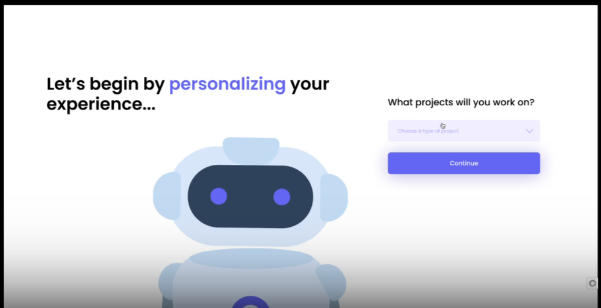 Let's begin by personalizing your
experience...
What projects will you work on?
Choose a type of project
Continue